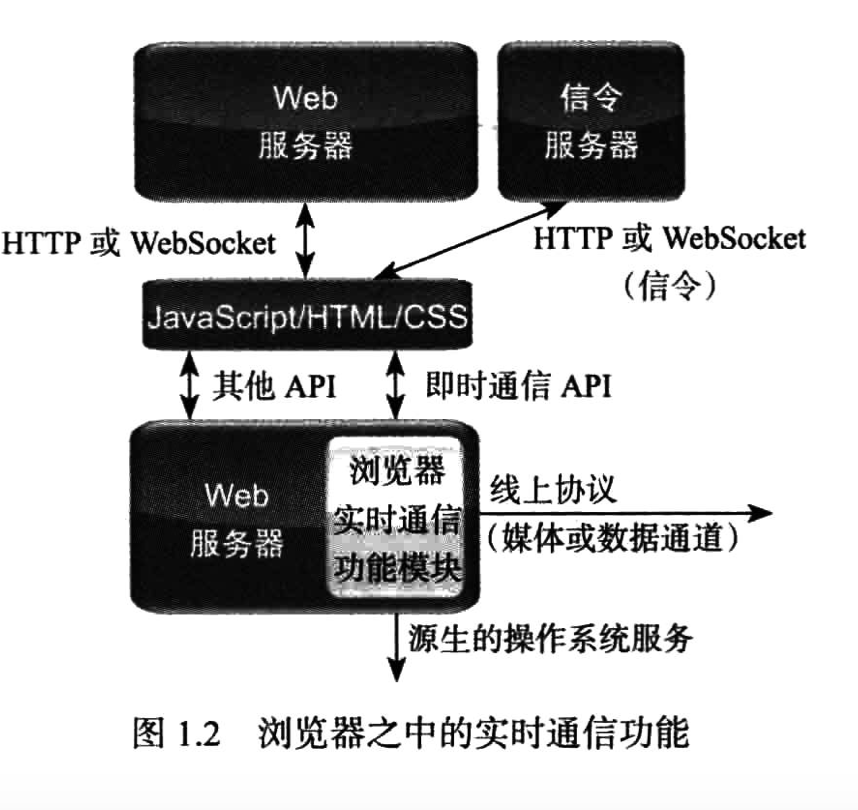 Web
服务器
信令
服务器
HTTP 或 WebSocket
HTTP 或 WebSocket
（信令）
JavaScript/HTML/CSS
其他 API
即时通信 API
Web
服务器
浏览器
实时通信
功能模块
线上协议
（媒体或数据通道）
源生的操作系统服务
图 1.2 浏览器之中的实时通信功能